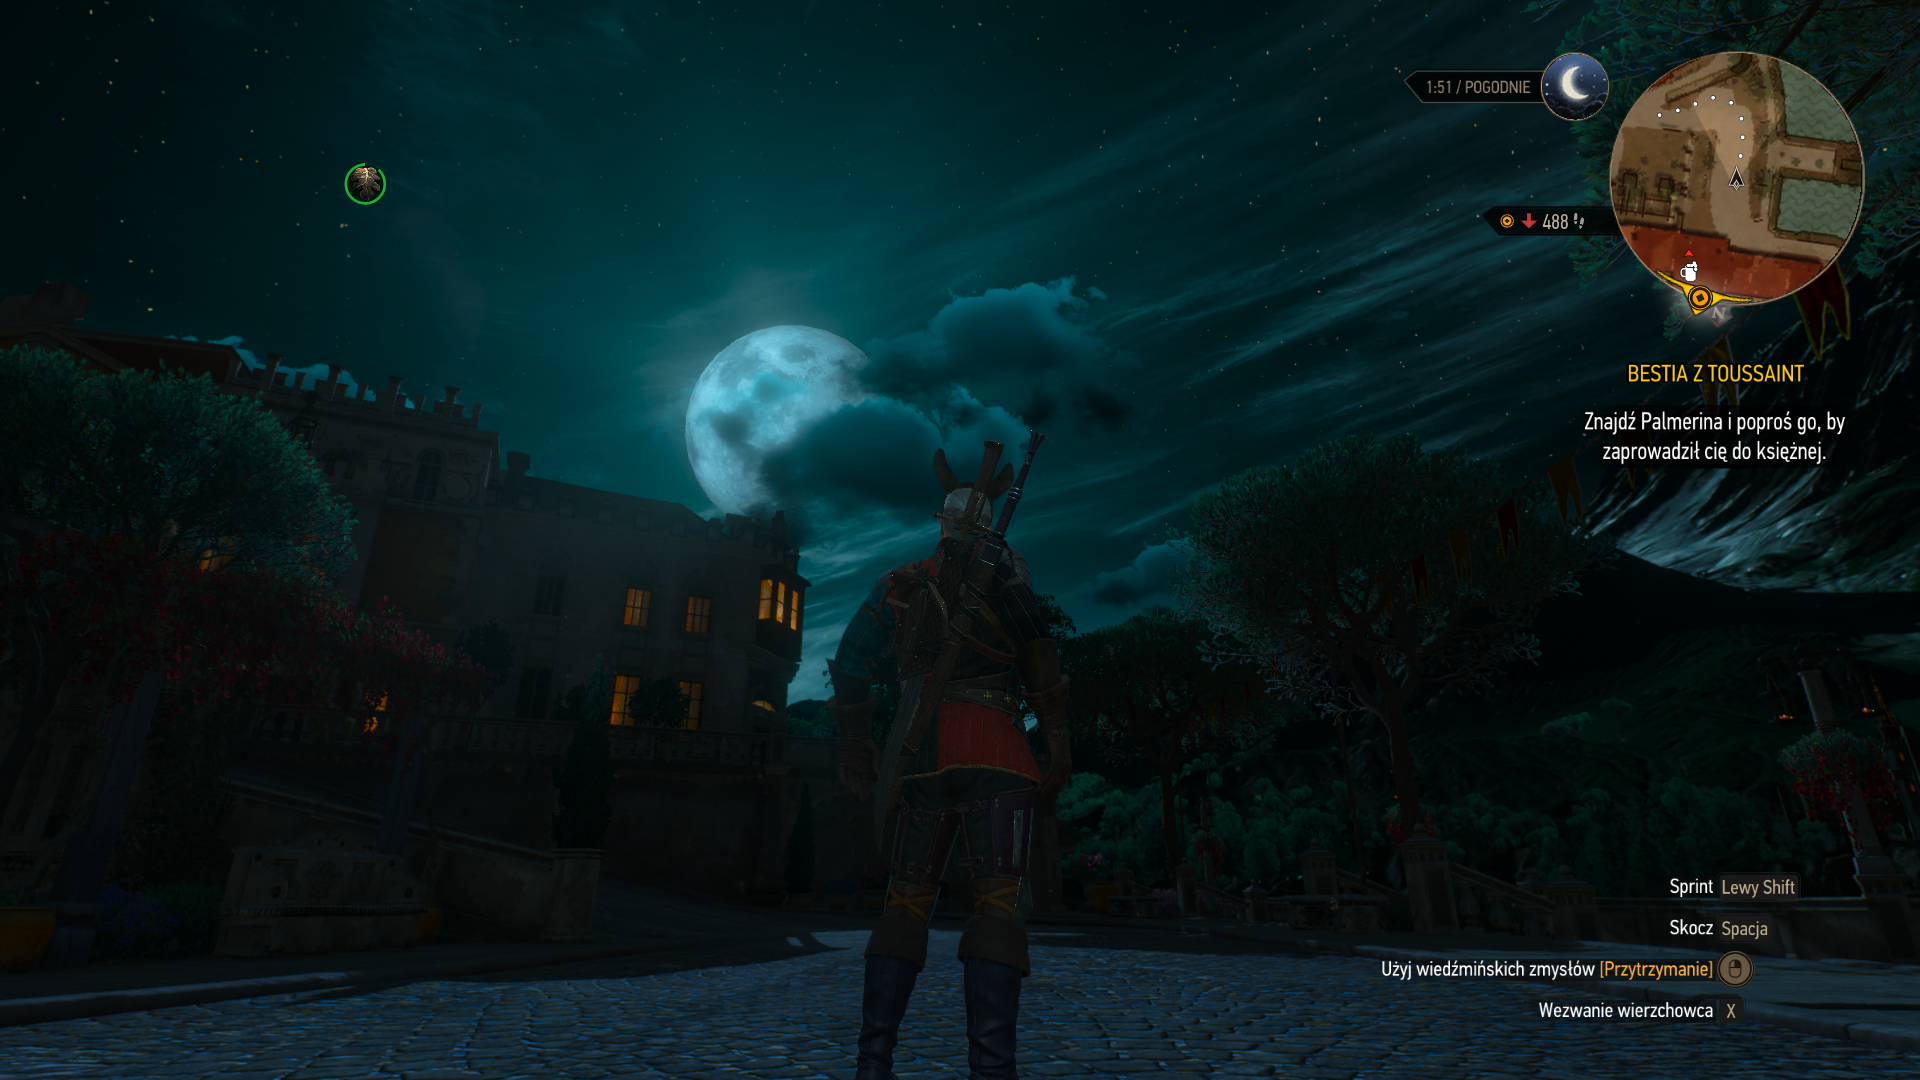 1:51 / POGODNIE
488
N
BESTIA Z TOUSSAINT
Znajdź Palmerina i poproś go, by
zaprowadził cię do księżnej.
Sprint Lewy Shift
Skocz Spacja
Użyj wiedźmińskich zmysłów [Przytrzymanie]
Wezwanie wierzchowca X